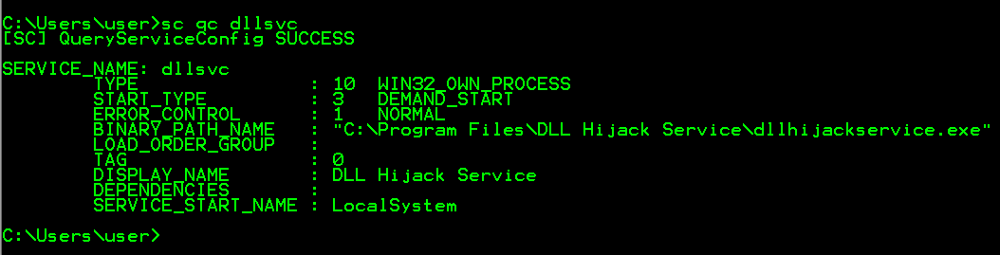 C:\Users\user>sc qc dllsvc
[SC] QueryServiceConfig SUCCESS
SERVICE_NAME: dllsvc
TYPE : 10 WIN32_OWN_PROCESS
START_TYPE : 3 DEMAND_START
ERROR_CONTROL : 1 NORMAL
BINARY_PATH_NAME : "C:\Program Files\DLL Hijack Service\dllhijackservice.exe"
LOAD_ORDER_GROUP :
TAG : 0
DISPLAY_NAME : DLL Hijack Service
DEPENDENCIES :
SERVICE_START_NAME : LocalSystem
C:\Users\user>